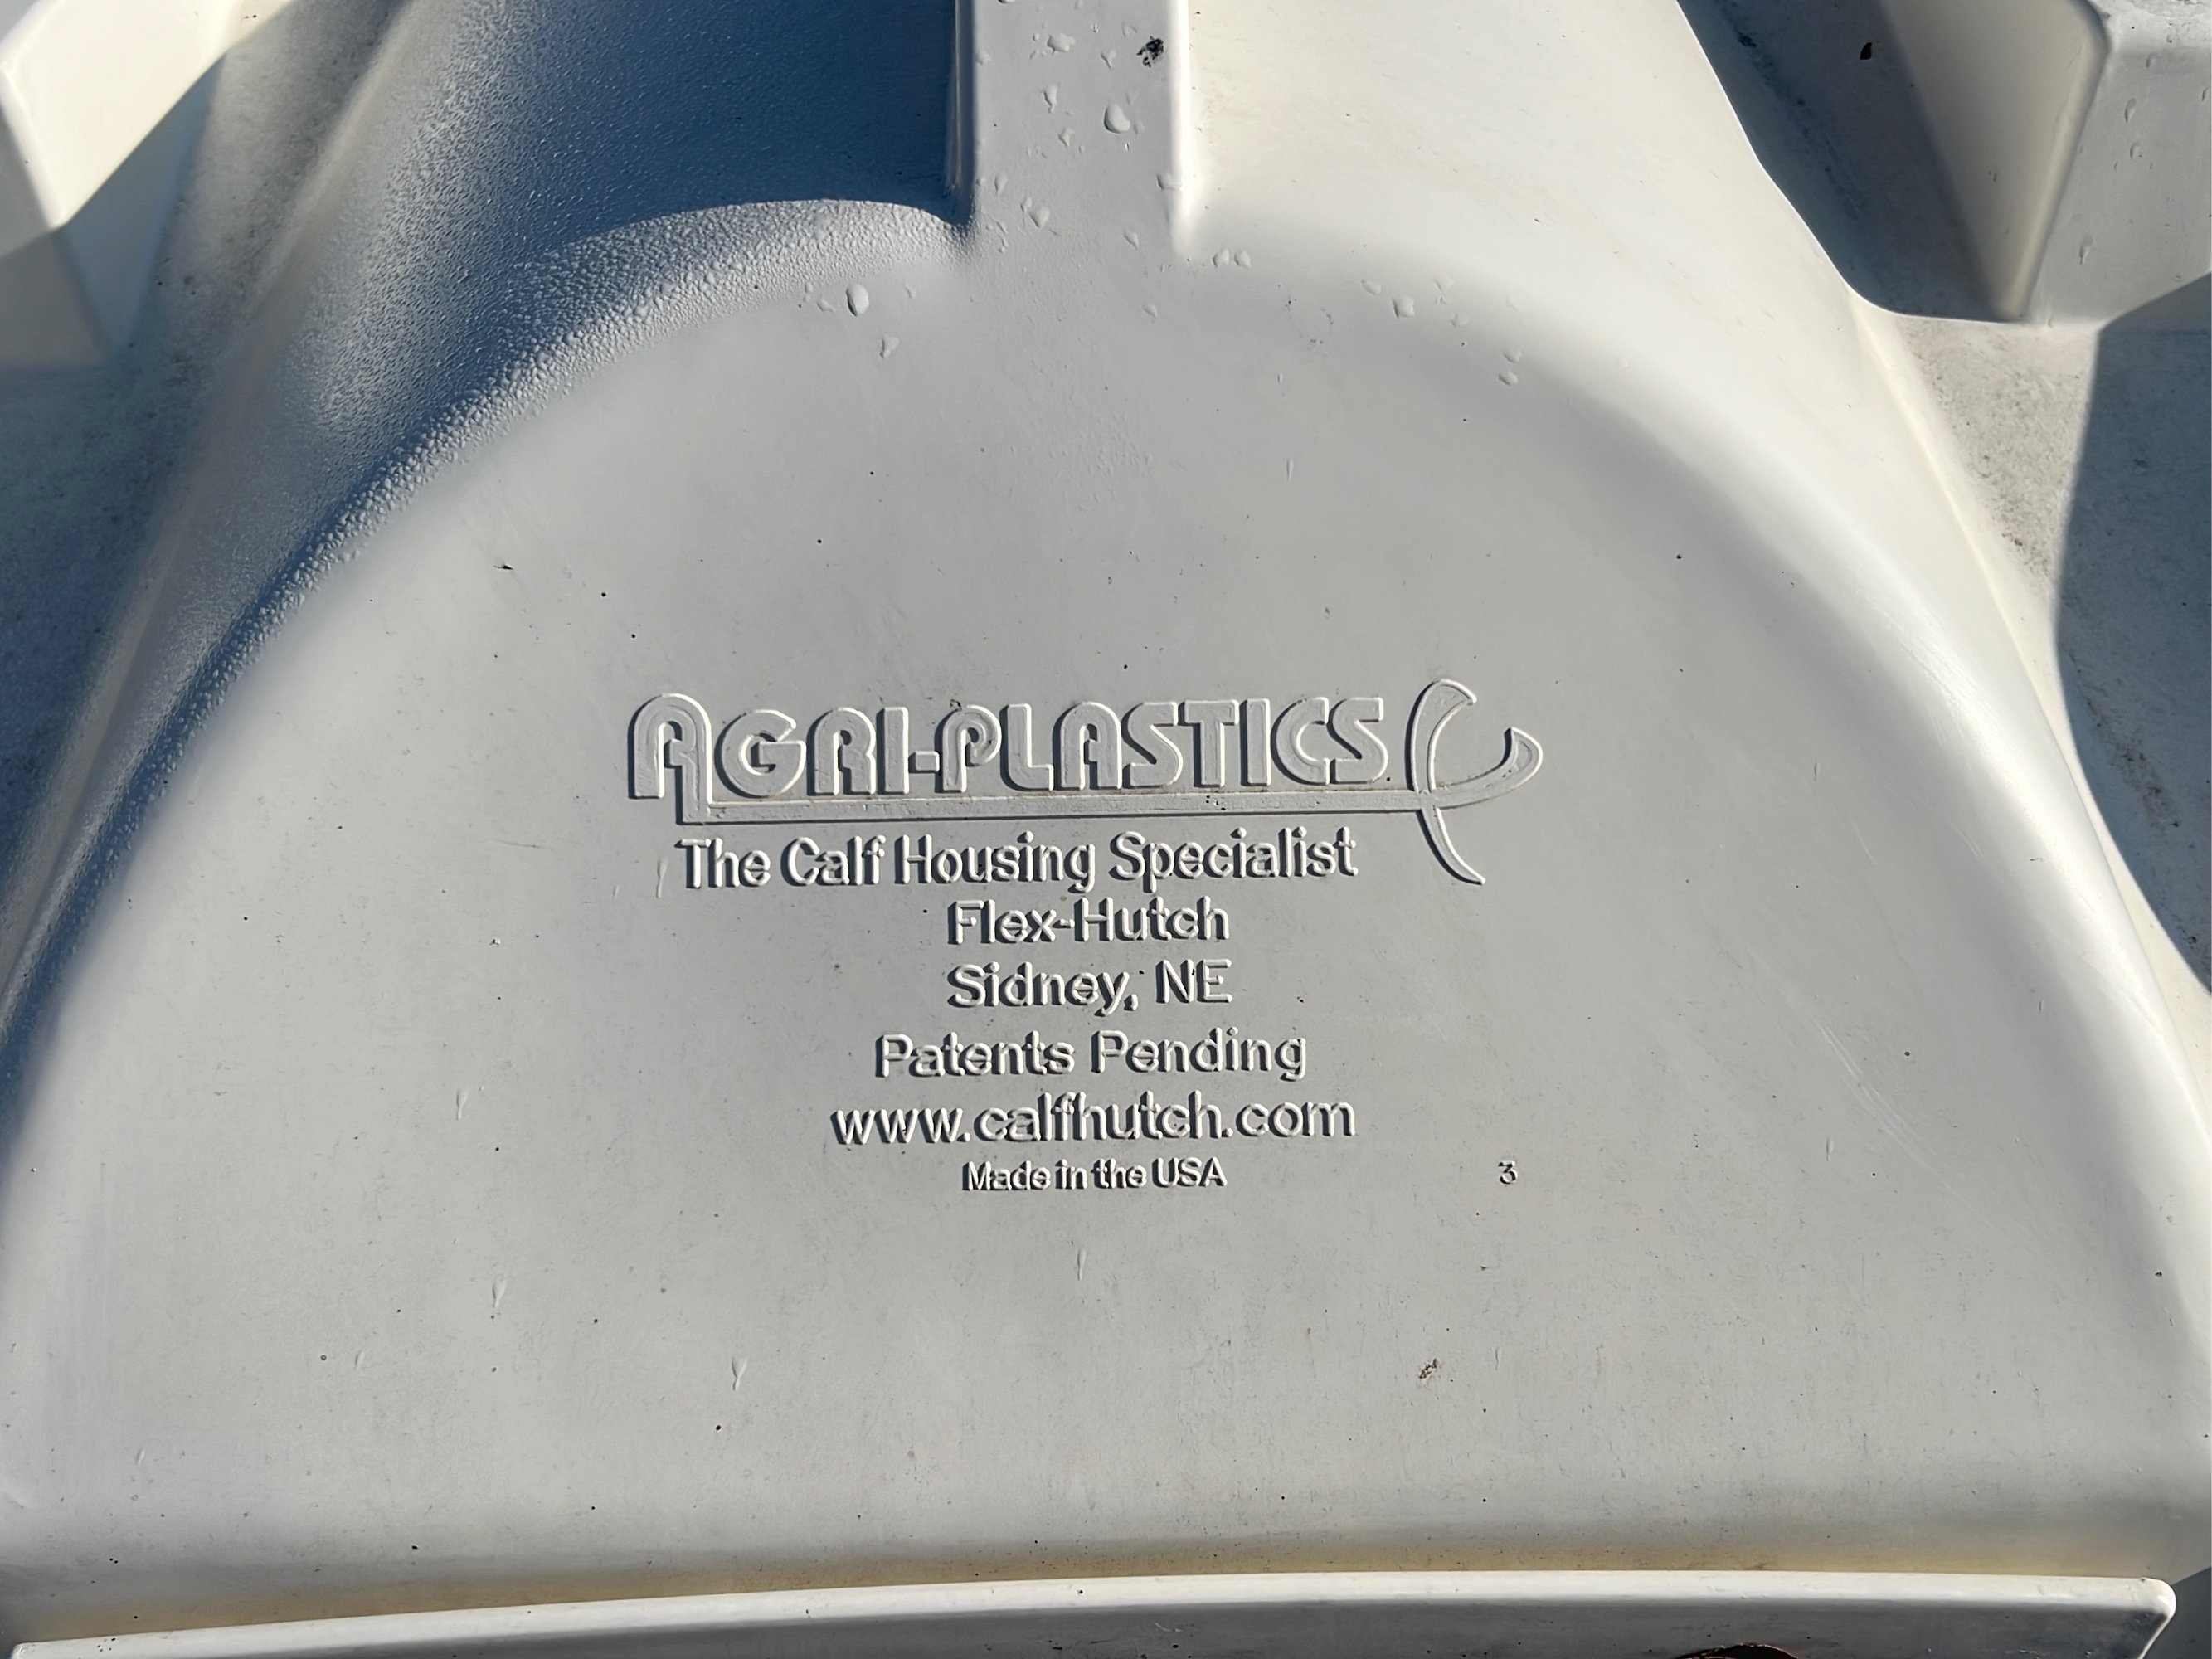 AGRI-PLASTICS
The Calf Housing Specialist
Flex-Hutch
Sidney, NE
Patents Pending
www.calfhutch.com
Made in the USA
3